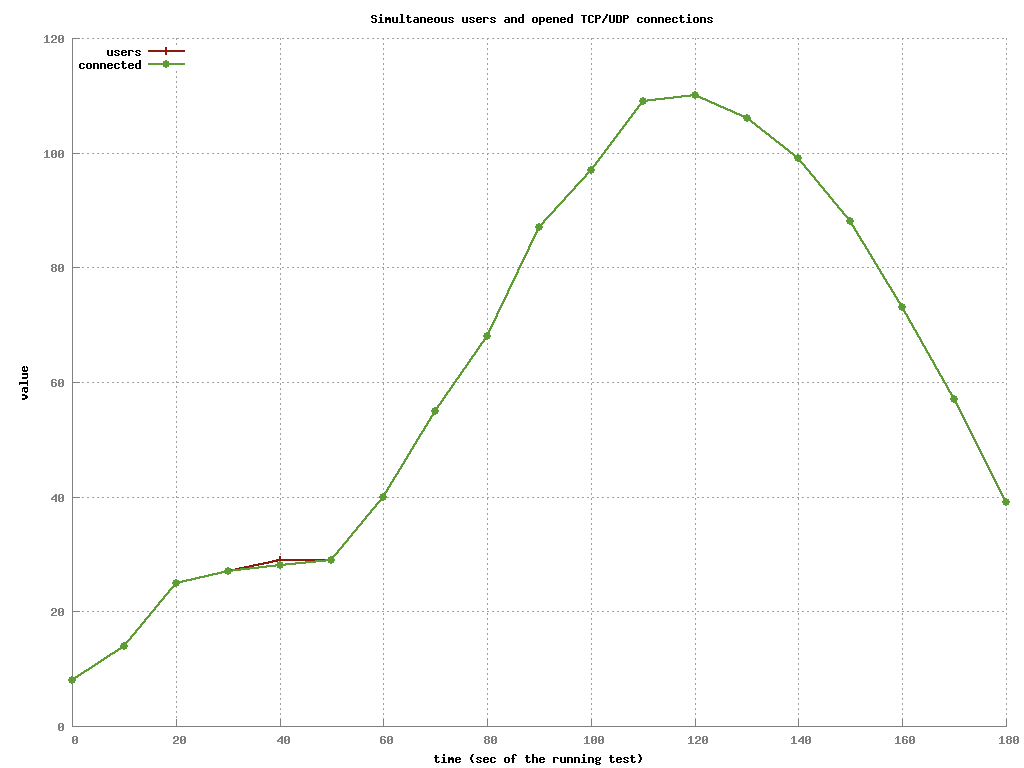 Simultaneous users and opened TCP/UDP connections
120
users
connected
100
80
value
60
40
20
0
0 20 40 60 80 100 120 140 160 180
time (sec of the running test)